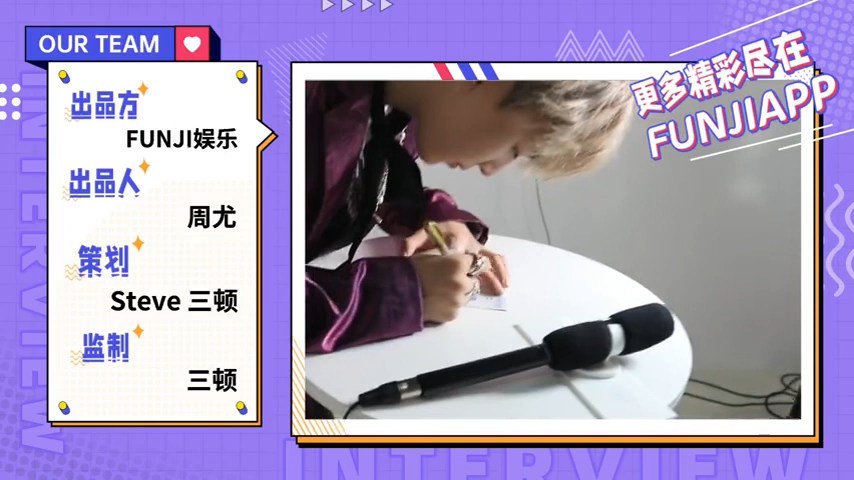 OUR TEAM
出品方
FUNJI娱乐
出品人
周尤
策划
Steve 三顿
监制
三顿
更多精彩尽在
FUNJIAPP
INTERVIEW
INTERVIEW